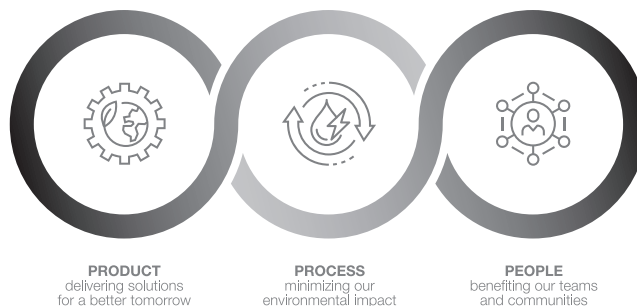 PRODUCT
delivering solutions
for a better tomorrow
PROCESS
minimizing our
environmental impact
PEOPLE
benefiting our teams
and communities